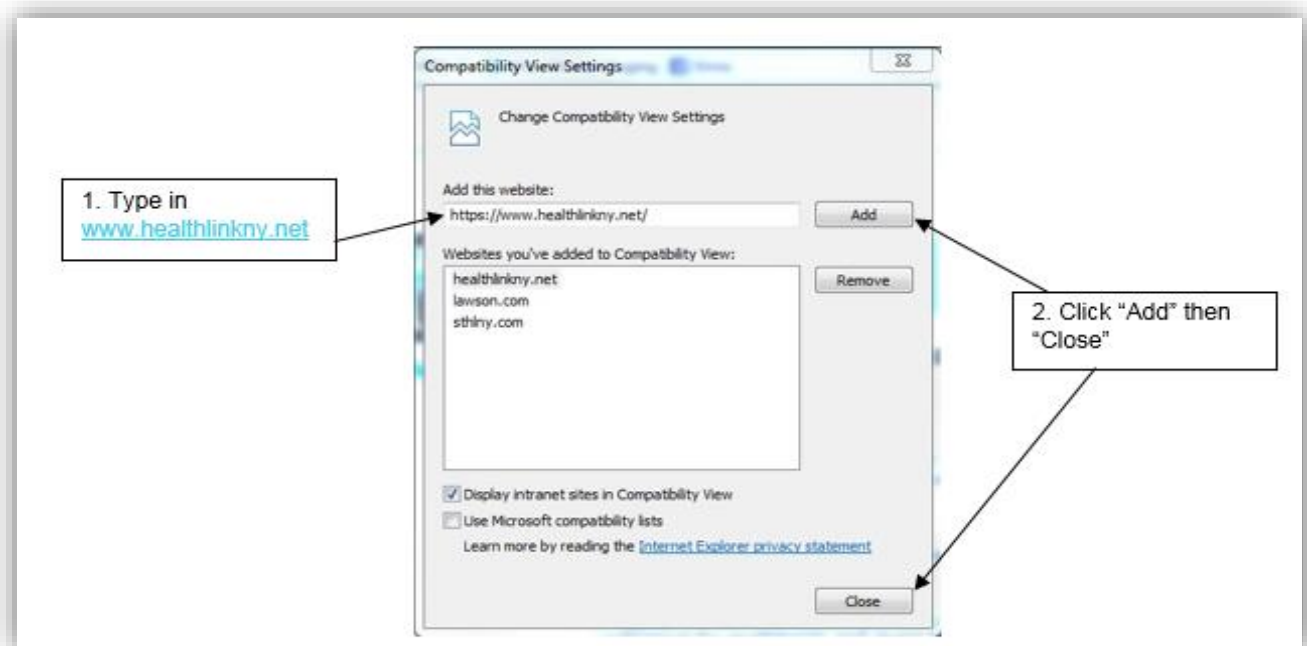 Compatibility View Settings
Change Compatibility View Settings
1. Type in
www.healthlinkny.net
Add this website:
https://www.healthlinkny.net/
Add
Websites you've added to Compatibility View:
healthlinkny.net
lawson.com
sthlny.com
Remove
2. Click “Add” then
“Close”
Display intranet sites in Compatibility View
Use Microsoft compatibility lists
Learn more by reading the Internet Explorer privacy statement
Close